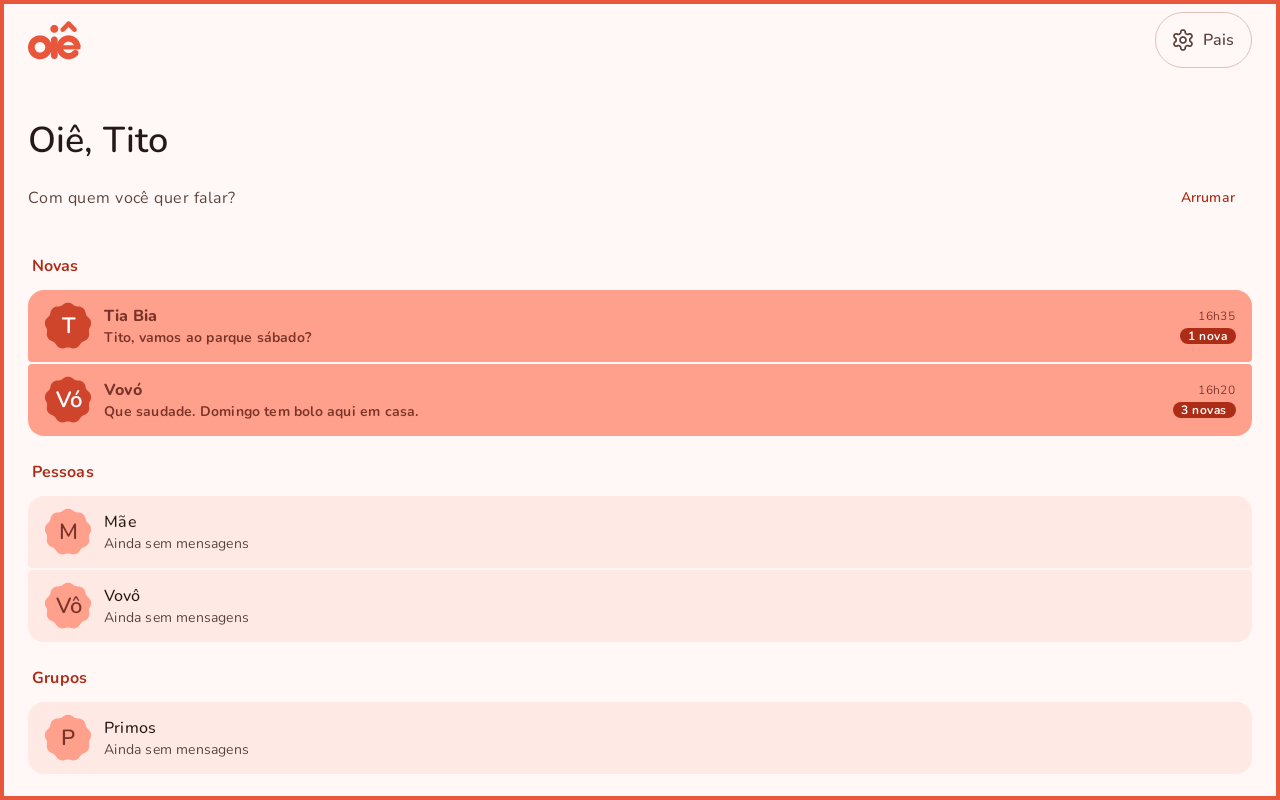 oiê
Pais
Oiê, Tito
Com quem você quer falar?
Arrumar
Novas
T
Tia Bia
Tito, vamos ao parque sábado?
16h35
1 nova
Vó
Vovó
Que saudade. Domingo tem bolo aqui em casa.
16h20
3 novas
Pessoas
M
Mãe
Ainda sem mensagens
Vô
Vovô
Ainda sem mensagens
Grupos
P
Primos
Ainda sem mensagens